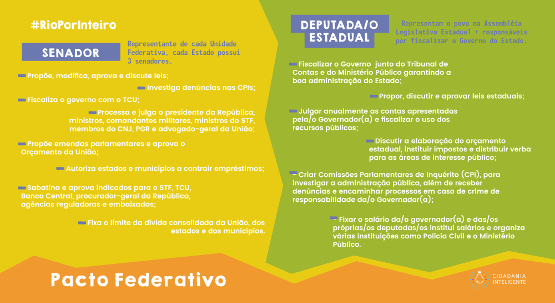 #RioPorInteiro
SENADOR
Representante de cada Unidade
Federativa, cada Estado possui
3 senadores.
Propõe, modifica, aprova e discute leis;
Investiga denúncias nas CPIs;
Fiscaliza o governo com o TCU;
Processa e julga o presidente da República,
ministros, comandantes militares, ministros do STF,
membros do CNJ, PGR e advogado-geral da União;
Propõe emendas parlamentares e aprova o
Orçamento da União;
Autoriza estados e municípios a contrair empréstimos;
Sabatina e aprova indicados para o STF, TCU,
Banco Central, procurador-geral da República,
agências reguladoras e embaixadas;
Fixa o limite da dívida consolidada da União, dos
estados e dos municípios.
DEPUTADA/O
ESTADUAL
Representam o povo na Assembléia
Legislativa Estadual e responsáveis
por fiscalizar o Governo do Estado.
Fiscalizar o Governo junto do Tribunal de
Contas e do Ministério Público garantindo a
boa administração do Estado;
Propor, discutir e aprovar leis estaduais;
Julgar anualmente as contas apresentadas
pela/o Governador(a) e fiscalizar o uso dos
recursos públicos;
Discutir a elaboração do orçamento
estadual, instituir impostos e distribuir verba
para as áreas de interesse público;
Criar Comissões Parlamentares de Inquérito (CPI), para
investigar a administração pública, além de receber
denúncias e encaminhar processos em caso de crime de
responsabilidade da/o Governador(a);
Fixar o salário da/o governador(a) e das/os
próprias/os deputadas/os institui salários e organiza
várias instituições como Polícia Civil e o Ministério
Público.
Pacto Federativo
CIDADANIA
INTELIGENTE